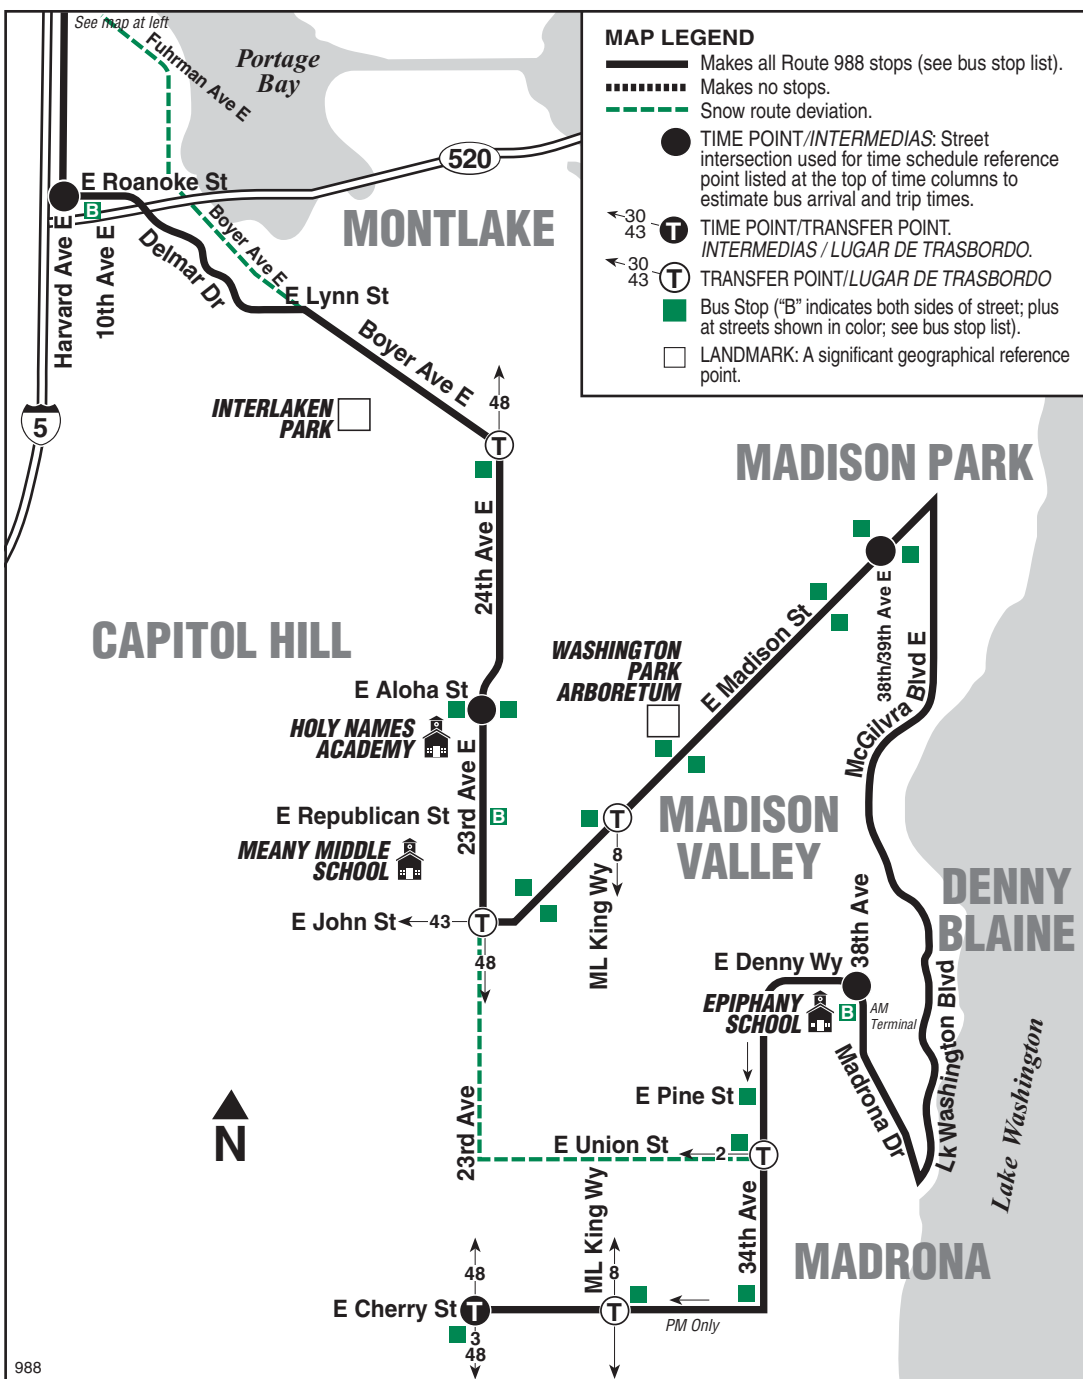 See map at left
Fuhrman Ave E
Portage
Bay
MAP LEGEND
Makes all Route 988 stops (see bus stop list).
Makes no stops.
Snow route deviation.
TIME POINT/INTERMEDIAS: Street
intersection used for time schedule reference
point listed at the top of time columns to
estimate bus arrival and trip times.
30
43
T
TIME POINT/TRANSFER POINT.
INTERMEDIAS / LUGAR DE TRASBORDO.
30
43
T
TRANSFER POINT/LUGAR DE TRASBORDO
Bus Stop ("B" indicates both sides of street; plus
at streets shown in color; see bus stop list).
LANDMARK: A significant geographical reference
point.
520
E Roanoke St
B
Harvard Ave E
10th Ave E
Delmar Dr
Boyer Ave E
MONTLAKE
E Lynn St
Boyer Ave E
5
INTERLAKEN
PARK
48
T
24th Ave E
MADISON PARK
38th/39th Ave E
CAPITOL HILL
WASHINGTON
PARK
ARBORETUM
E Madison St
McGilvra Blvd E
E Aloha St
HOLY NAMES
ACADEMY
23rd Ave E
E Republican St
B
MEANY MIDDLE
SCHOOL
T
8
ML King Wy
MADISON
VALLEY
E John St
43
T
48
DENNY
BLAINE
38th Ave
E Denny Wy
EPIPHANY
SCHOOL
B
AM
Terminal
Madrona Dr
Lk Washington Blvd
Lake Washington
N
23rd Ave
E Pine St
E Union St
2
T
ML King Wy
34th Ave
MADRONA
48
8
E Cherry St
T
3
48
T
PM Only
988